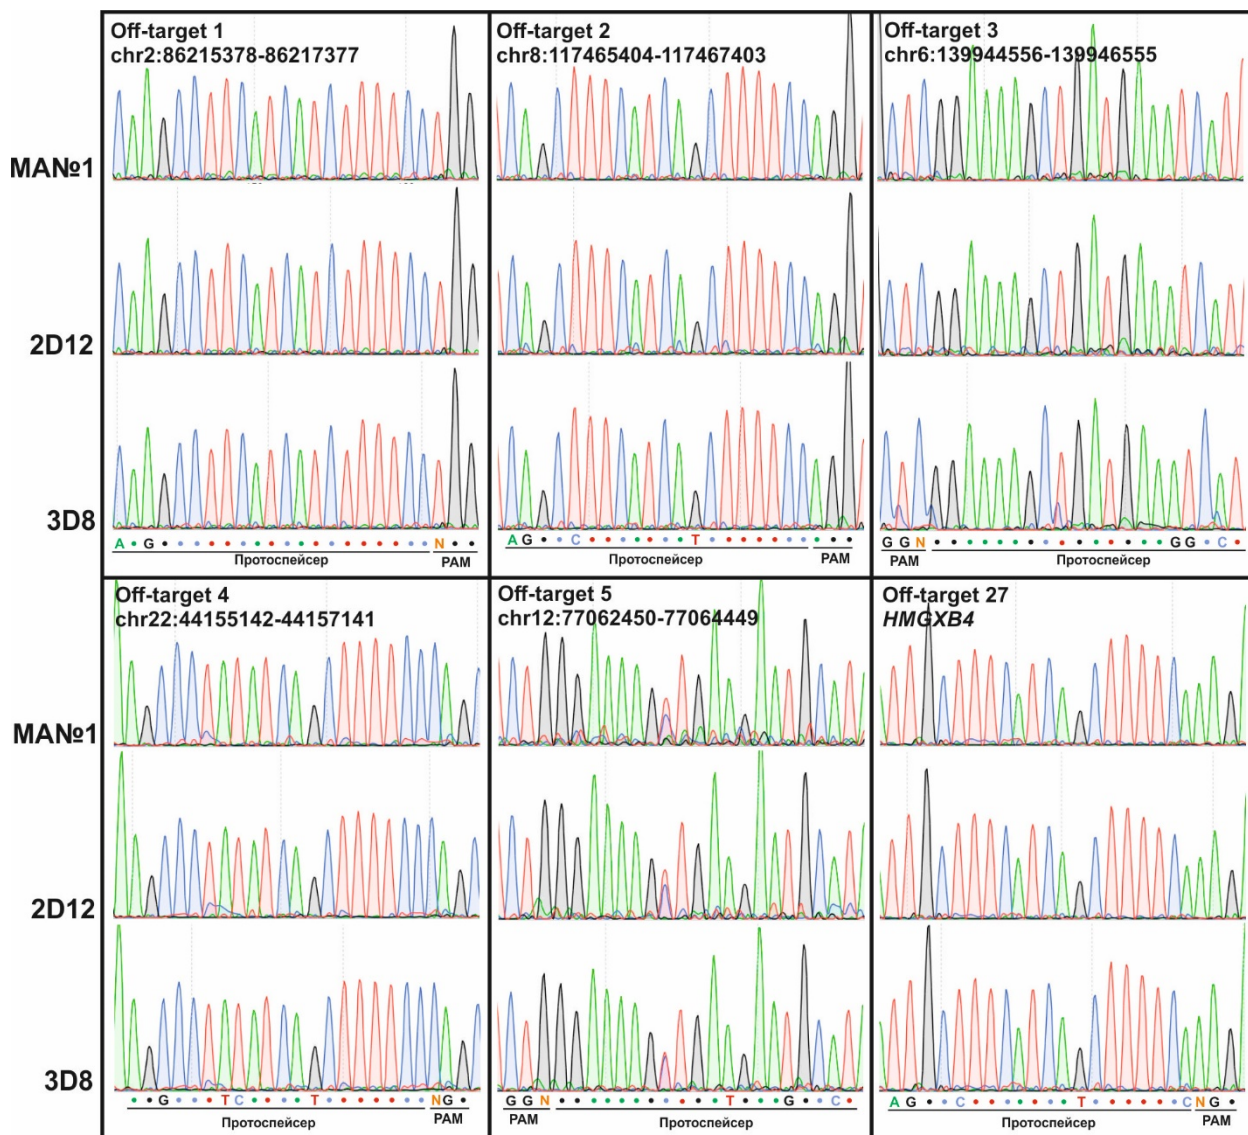 Off-target 1
chr2:86215378-86217377
Off-target 2
chr8:117465404-117467403
Off-target 3
chr6:139944556-139946555
MA№1
2D12
3D8
A • G • • • • • • • • • • • • • • • • • N • •
Протоспейсер
PAM
A G • • C • • • • • • • T • • • • • • • • • •
Протоспейсер
PAM
G G N • • • • • • • • • • • • • • • G G • C •
PAM
Протоспейсер
Off-target 4
chr22:44155142-44157141
Off-target 5
chr12:77062450-77064449
Off-target 27
HMGXB4
MA№1
2D12
3D8
• • G • • • T C • • • • T • • • • • • • N G •
Протоспейсер
PAM
G G N • • • • • • • • • • • T • • • G • • C •
PAM
Протоспейсер
A G • • C • • • • • • • T • • • • • • C N G •
Протоспейсер
PAM